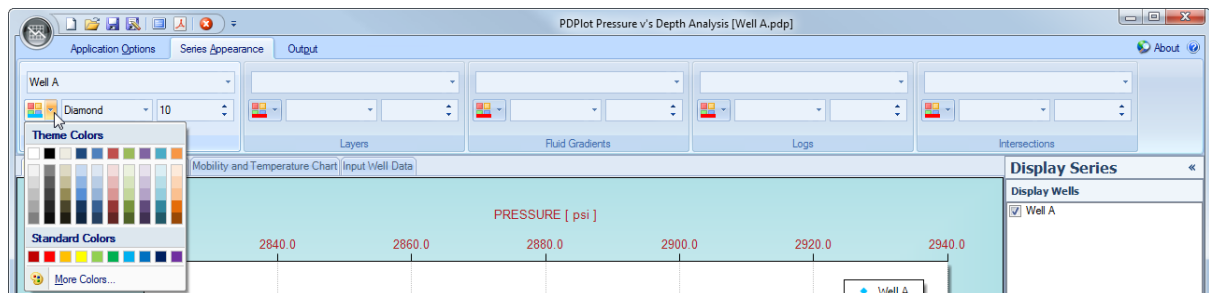 PDPlot Pressure v's Depth Analysis [Well A.pdp]
Application Options Series Appearance Output About
Well A
Diamond 10
Layers Fluid Gradients Logs Intersections
Theme Colors
Standard Colors
More Colors...
Mobility and Temperature Chart Input Well Data
PRESSURE [ psi ]
2840.0 2860.0 2880.0 2900.0 2920.0 2940.0
Well A
Display Series «
Display Wells
Well A